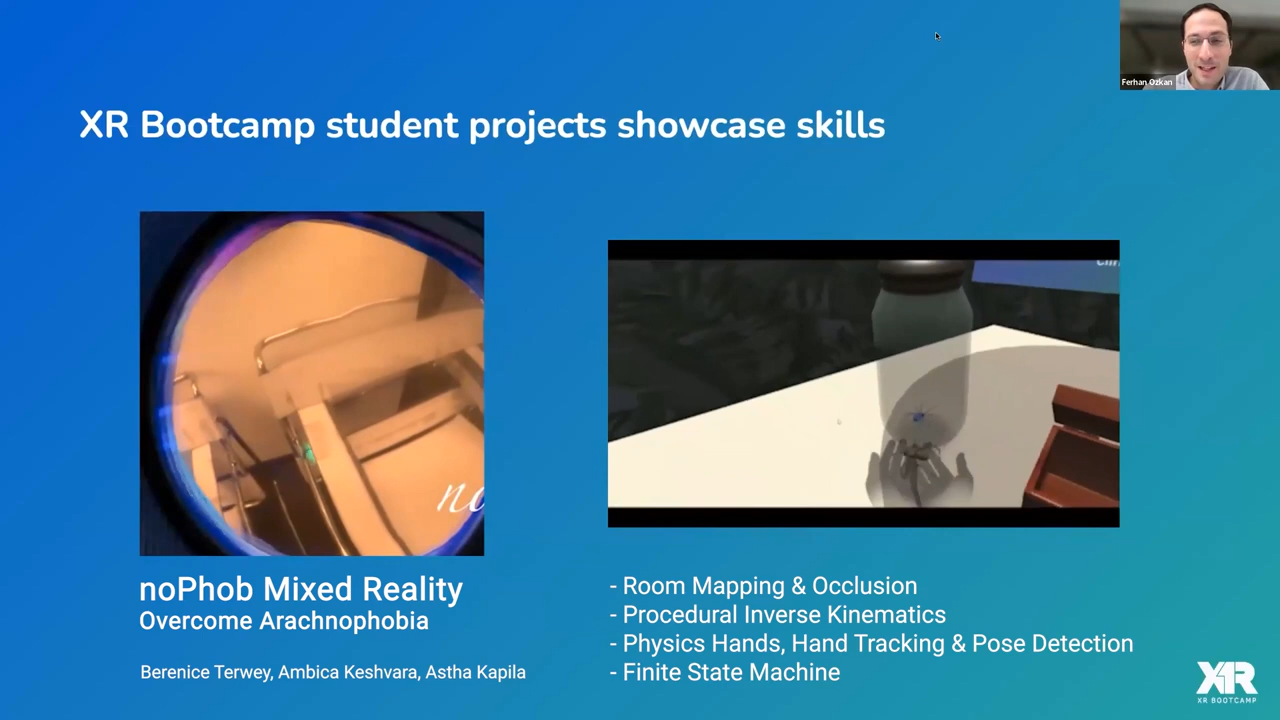 Ferhan Ozkan
XR Bootcamp student projects showcase skills
noPhob Mixed Reality
Overcome Arachnophobia
Berenice Terwey, Ambica Keshvara, Astha Kapila
- Room Mapping & Occlusion
- Procedural Inverse Kinematics
- Physics Hands, Hand Tracking & Pose Detection
- Finite State Machine
XR
XR BOOTCAMP